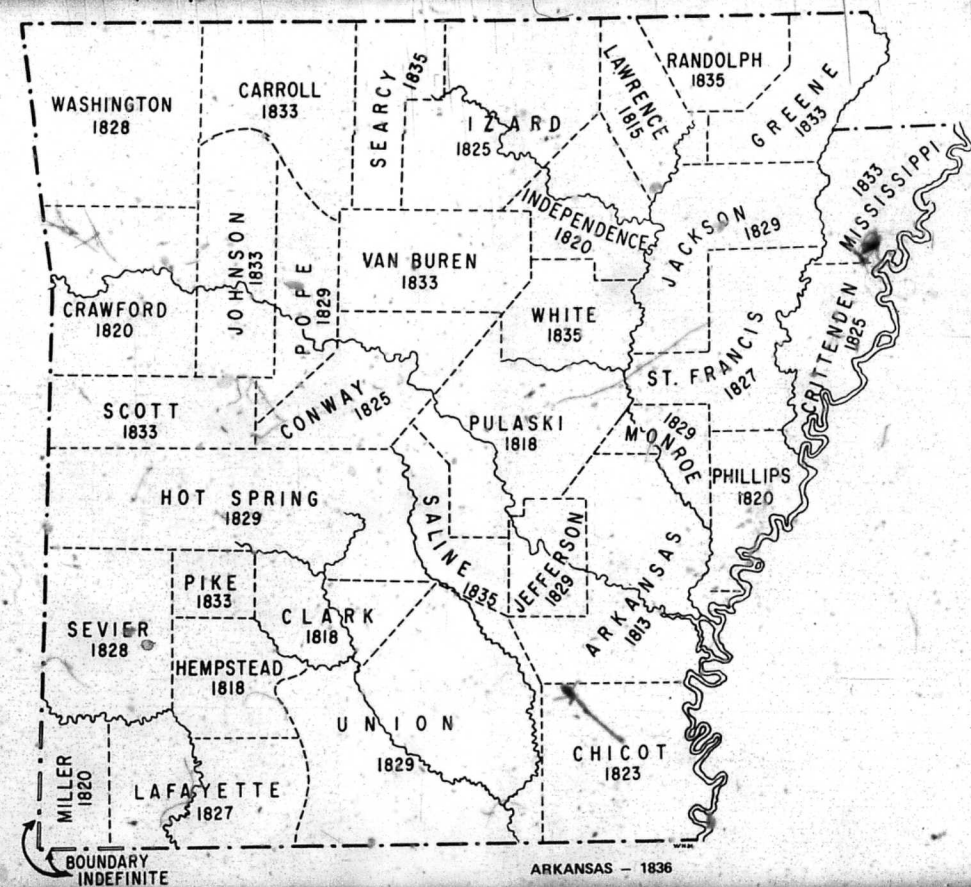 WASHINGTON
1828
CARROLL
1833
SEARCY
1835
IZARD
1825
LAWRENCE
1815
RANDOLPH
1835
GREENE
1833
MISSISSIPPI
1833
INDEPENDENCE
1820
JACKSON
1829
CRAWFORD
1820
JOHNSON
1833
POPE
1829
VAN BUREN
1833
WHITE
1835
CRITTENDEN
1825
ST. FRANCIS
1827
SCOTT
1833
CONWAY
1825
PULASKI
1818
1829
MONROE
PHILLIPS
1820
HOT SPRING
1829
SALINE
1835
JEFFERSON
1829
ARKANSAS
1813
PIKE
1833
CLARK
1818
SEVIER
1828
HEMPSTEAD
1818
UNION
1829
CHICOT
1823
MILLER
1820
LAFAYETTE
1827
BOUNDARY
INDEFINITE
ARKANSAS – 1836